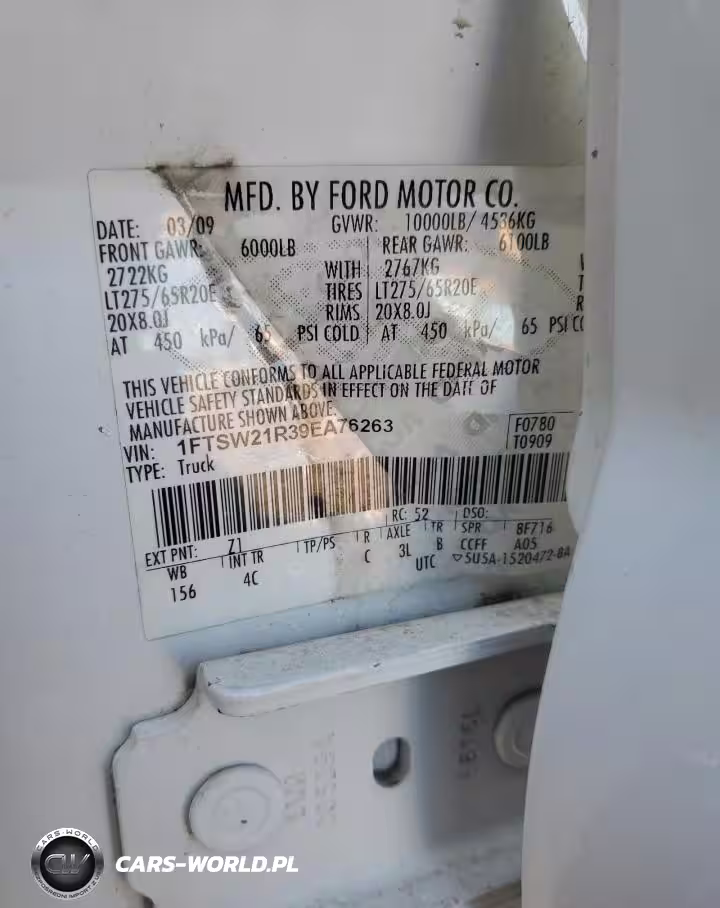 MFD. BY FORD MOTOR CO.
DATE: 03/09 GVWR: 10000LB/ 4536KG
FRONT GAWR: 6000LB REAR GAWR: 6100LB
2722KG WITH 2767KG
LT275/65R20E TIRES LT275/65R20E
20X8.0J RIMS 20X8.0J
AT 450 kPa/ 65 PSI COLD AT 450 kPa/ 65 PSI
THIS VEHICLE CONFORMS TO ALL APPLICABLE FEDERAL MOTOR
VEHICLE SAFETY STANDARDS IN EFFECT ON THE DATE OF
MANUFACTURE SHOWN ABOVE.
VIN: 1FTSW21R39EA76263 F0780
TYPE: Truck T0909
RC: 52 DSO:
EXT PNT: Z1 TP/PS R AXLE TR SPR 8F716
WB INT TR C 3L B CCFF A05
156 4C UTC ▽5U5A-1520472-BA
CARS-WORLD
CW
CARS-WORLD.PL